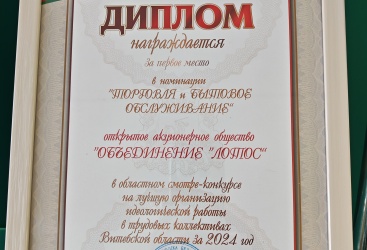 ДИПЛОМ
награждается
за первое место
в номинации
"ТОРГОВЛЯ и БЫТОВОЕ
ОБСЛУЖИВАНИЕ"
открытое акционерное общество
"ОБЪЕДИНЕНИЕ "ЛОТОС"
в областном смотре-конкурсе
на лучшую организацию
идеологической работы
в трудовых коллективах
Витебской области за 2024 год